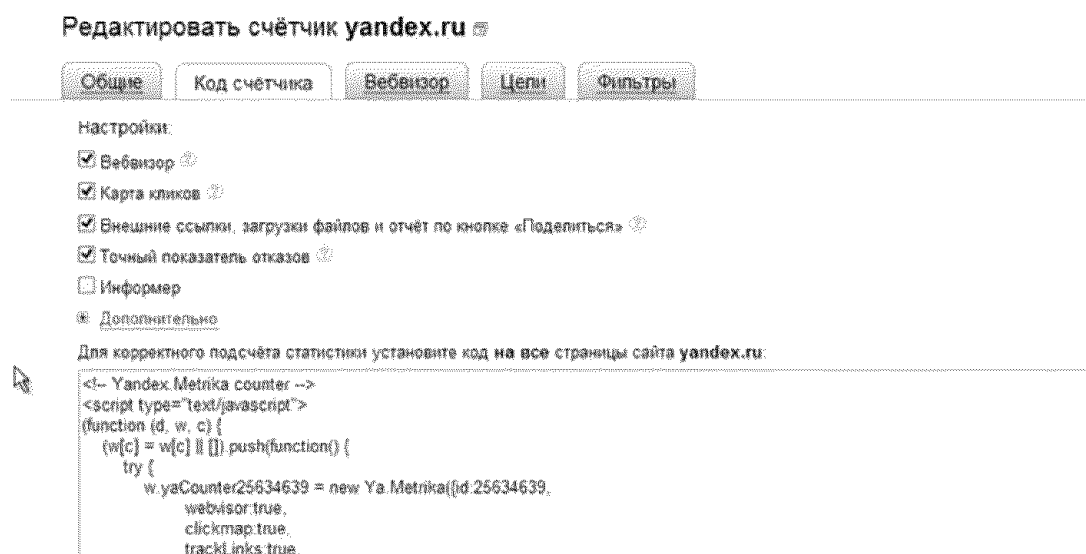 Редактировать счётчик yandex.ru
Общие Код счётчика Вебвизор Цели Фильтры
Настройки:
Вебвизор
Карта кликов
Внешние ссылки, загрузки файлов и отчёт по кнопке «Поделиться»
Точный показатель отказов
Информер
Дополнительно
Для корректного подсчёта статистики установите код на все страницы сайта yandex.ru:
<!-- Yandex.Metrika counter -->
<script type="text/javascript">
(function (d, w, c) {
(w[c] = w[c] || []).push(function() {
try {
w.yaCounter25634639 = new Ya.Metrika({id:25634639,
webvisor:true,
clickmap:true,
trackLinks:true,